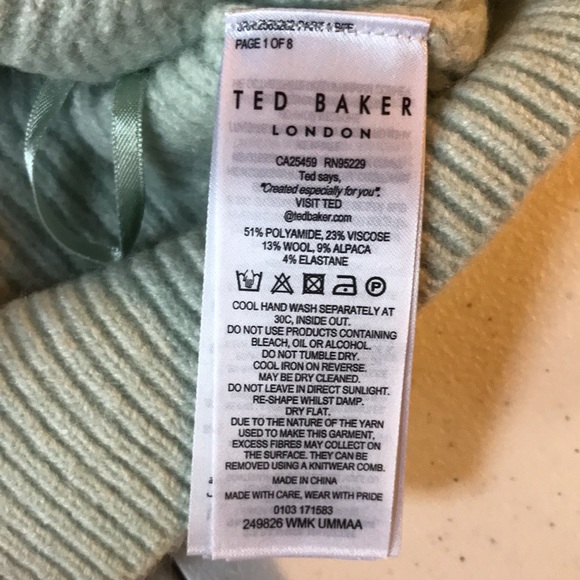 PAGE 1 OF 8
TED BAKER
LONDON
CA25459 RN95229
Ted says,
"Created especially for you".
VISIT TED
@tedbaker.com
51% POLYAMIDE, 23% VISCOSE
13% WOOL, 9% ALPACA
4% ELASTANE
P
COOL HAND WASH SEPARATELY AT
30C, INSIDE OUT.
DO NOT USE PRODUCTS CONTAINING
BLEACH, OIL OR ALCOHOL.
DO NOT TUMBLE DRY.
COOL IRON ON REVERSE.
MAY BE DRY CLEANED.
DO NOT LEAVE IN DIRECT SUNLIGHT.
RE-SHAPE WHILST DAMP.
DRY FLAT.
DUE TO THE NATURE OF THE YARN
USED TO MAKE THIS GARMENT,
EXCESS FIBRES MAY COLLECT ON
THE SURFACE. THEY CAN BE
REMOVED USING A KNITWEAR COMB.
MADE IN CHINA
MADE WITH CARE, WEAR WITH PRIDE
0103 171583
249826 WMK UMMAA